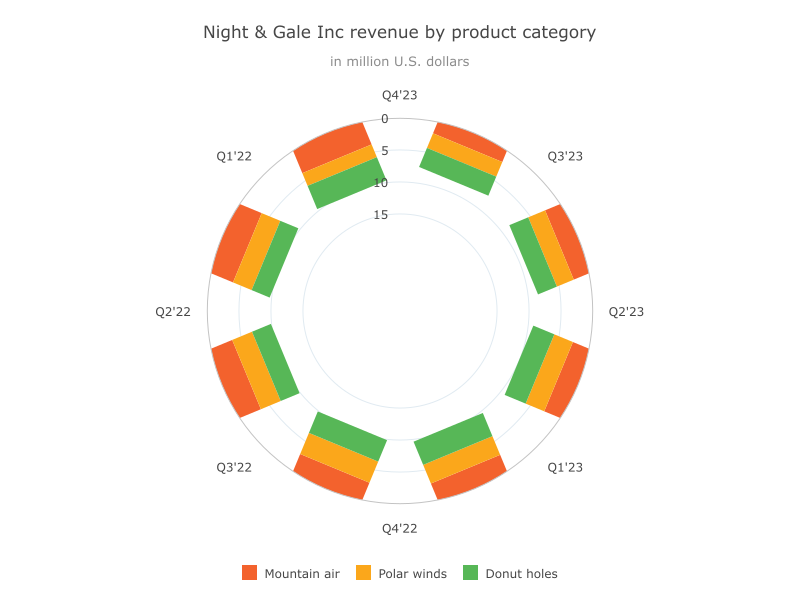 Night & Gale Inc revenue by product category
in million U.S. dollars
Q4'23
0
5
10
15
Q1'22
Q3'23
Q2'22
Q2'23
Q3'22
Q1'23
Q4'22
Mountain air
Polar winds
Donut holes